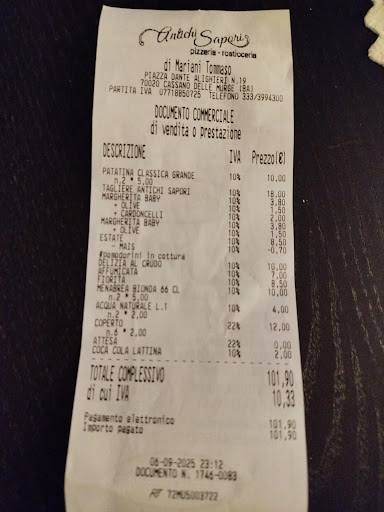 Antichi Sapori
pizzeria - rosticceria
di Mariani Tommaso
PIAZZA DANTE ALIGHIERI N.19
70020 CASSANO DELLE MURGE (BA)
PARTITA IVA 07718850725 TELEFONO 333/3994300
DOCUMENTO COMMERCIALE
di vendita o prestazione
DESCRIZIONE IVA Prezzo(€)
PATATINA CLASSICA GRANDE 10% 10,00
n.2 * 5,00
TAGLIERE ANTICHI SAPORI 10% 18,00
MARGHERITA BABY 10% 3,80
+ OLIVE 10% 1,50
+ CARDONCELLI 10% 2,00
MARGHERITA BABY 10% 3,80
+ OLIVE 10% 1,50
ESTATE 10% 8,50
- MAIS 10% -0,70
#pomodorini in cottura
DELIZIA AL CRUDO 10% 10,00
AFFUMICATA 10% 7,00
FIORITA 10% 8,50
MENABREA BIONDA 66 CL 10% 10,00
n.2 * 5,00
ACQUA NATURALE L.1 10% 4,00
n.2 * 2,00
COPERTO 22% 12,00
n.6 * 2,00
ATTESA 22% 0,00
COCA COLA LATTINA 10% 2,00
TOTALE COMPLESSIVO 101,90
di cui IVA 10,33
Pagamento elettronico 101,90
Importo pagato 101,90
06-09-2025 23:12
DOCUMENTO N. 1746-0083
RT 72MU5003722